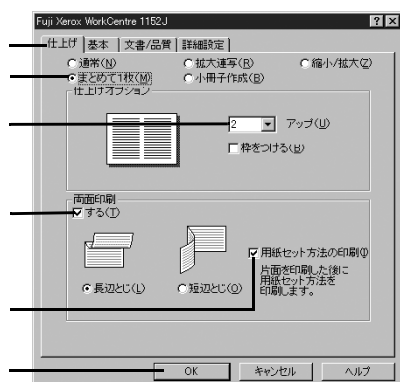 Fuji Xerox WorkCentre 1152J
仕上げ 基本 文書/品質 詳細設定
通常(N) 拡大連写(R) 縮小/拡大(Z)
まとめて1枚(M) 小冊子作成(B)
仕上げオプション
2 アップ(U)
枠をつける(B)
両面印刷
する(T)
用紙セット方法の印刷(I)
片面を印刷した後に
用紙セット方法を
印刷します。
長辺とじ(L) 短辺とじ(O)
OK キャンセル ヘルプ